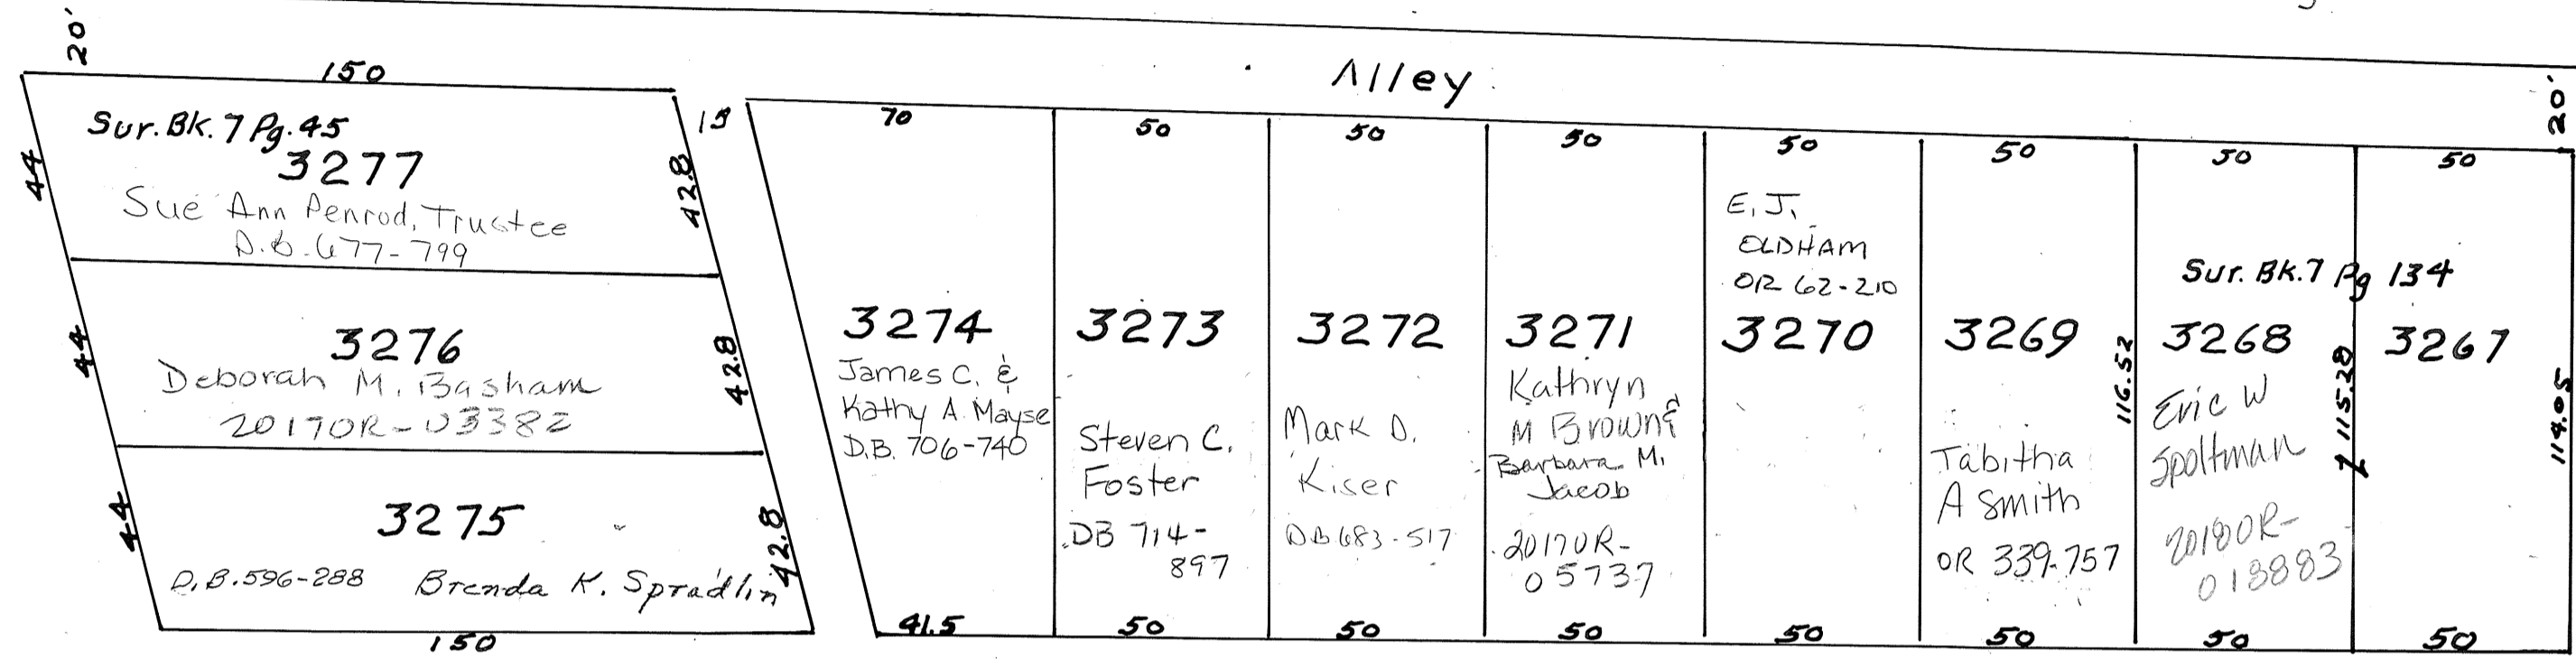 20'
150
Alley
20'
Sur. Bk. 7 Pg. 45
3277
Sue Ann Penrod, Trustee
D.B. 677-799
44
42.8
15
3276
Deborah M. Basham
2017OR-03382
44
42.8
3275
D.B. 596-288 Brenda K. Spradlin
44
42.8
150
70
3274
James C. &
Kathy A. Mayse
D.B. 706-740
41.5
50
3273
Steven C.
Foster
DB 714-
897
50
50
3272
Mark D.
Kiser
DB 683-517
50
50
3271
Kathryn
M Brown &
Barbara M.
Jacob
2017OR-
05737
50
50
E. J.
OLDHAM
OR 62-210
3270
50
50
3269
Tabitha
A Smith
OR 339-757
116.52
50
50
Sur. Bk. 7 Pg 134
3268
Eric W
Spoltman
2018OR-
013883
115.28
50
50
3267
114.05
50